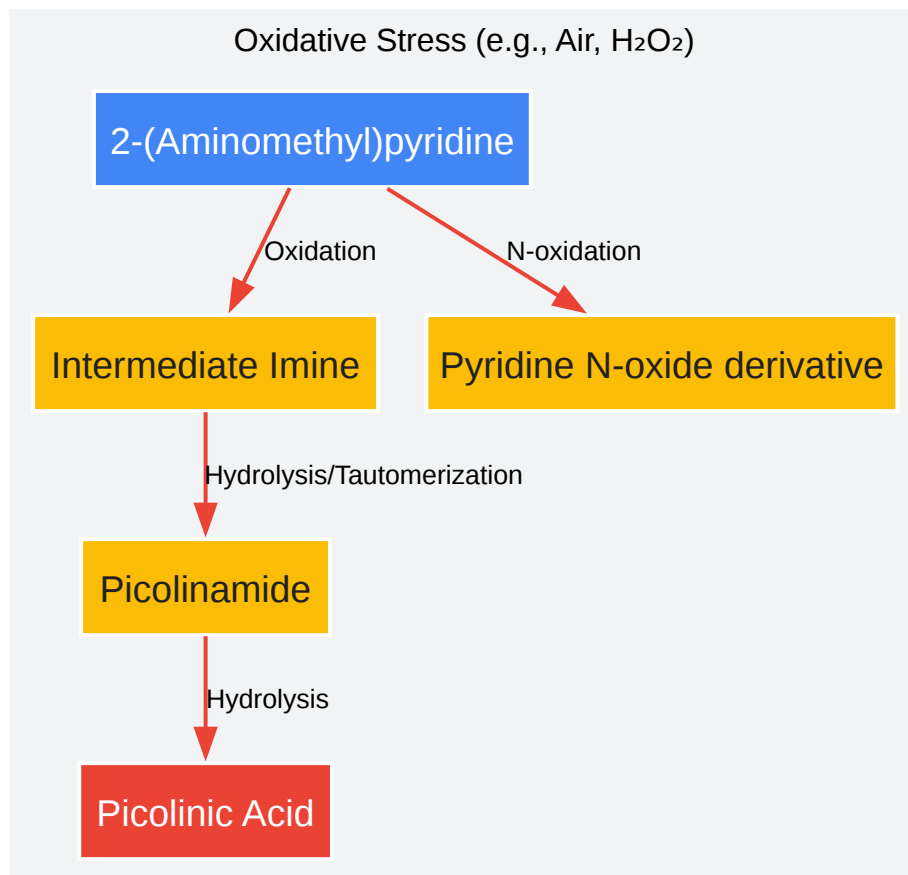 Oxidative Stress (e.g., Air, H₂O₂)
2-(Aminomethyl)pyridine
Oxidation
N-oxidation
Intermediate Imine
Pyridine N-oxide derivative
Hydrolysis/Tautomerization
Picolinamide
Hydrolysis
Picolinic Acid